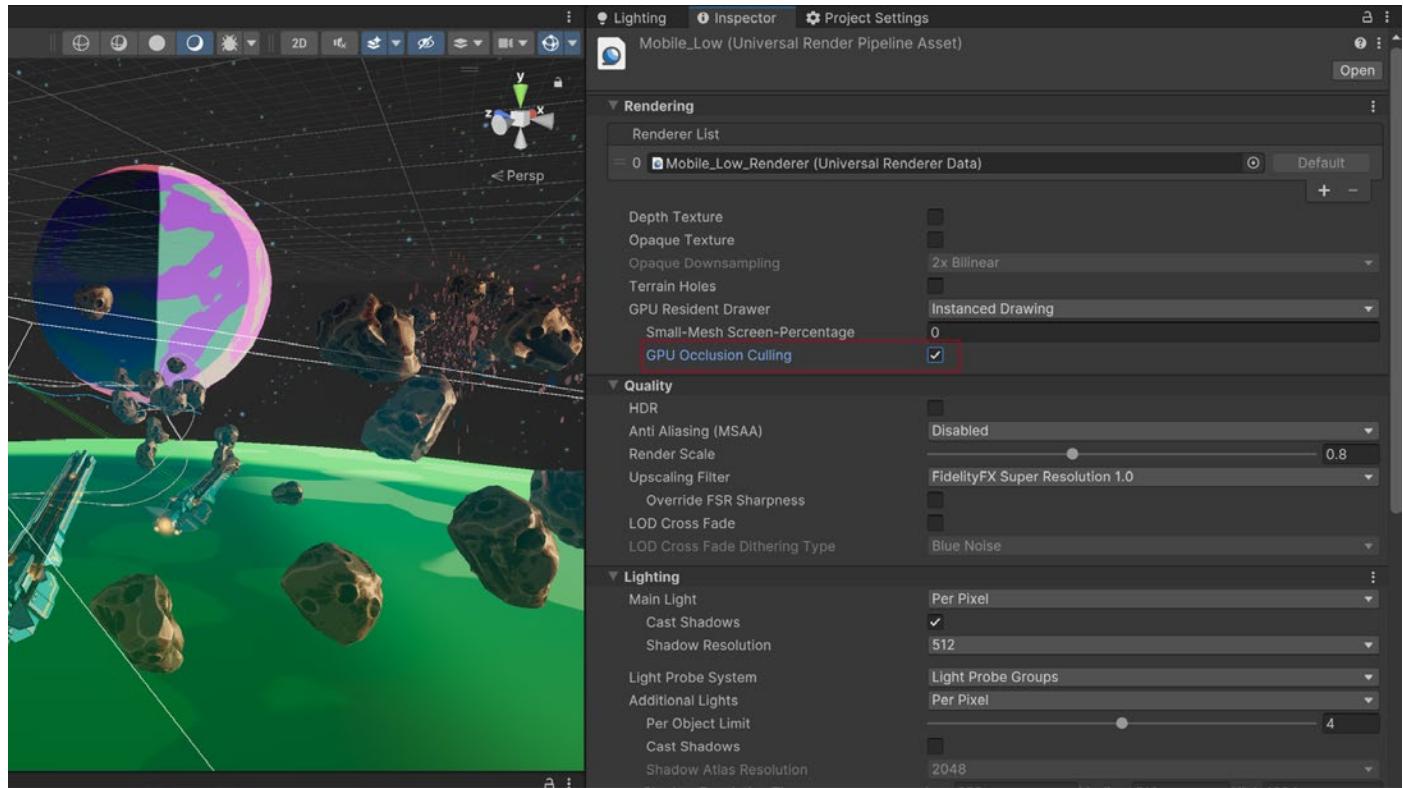 Lighting Inspector Project Settings
Mobile_Low (Universal Render Pipeline Asset)
Open
2D
y
z x
Persp
Rendering
Renderer List
0 Mobile_Low_Renderer (Universal Renderer Data) Default
+ −
Depth Texture
Opaque Texture
Opaque Downsampling 2x Bilinear
Terrain Holes
GPU Resident Drawer Instanced Drawing
Small-Mesh Screen-Percentage 0
GPU Occlusion Culling
Quality
HDR
Anti Aliasing (MSAA) Disabled
Render Scale 0.8
Upscaling Filter FidelityFX Super Resolution 1.0
Override FSR Sharpness
LOD Cross Fade
LOD Cross Fade Dithering Type Blue Noise
Lighting
Main Light Per Pixel
Cast Shadows
Shadow Resolution 512
Light Probe System Light Probe Groups
Additional Lights Per Pixel
Per Object Limit 4
Cast Shadows
Shadow Atlas Resolution 2048